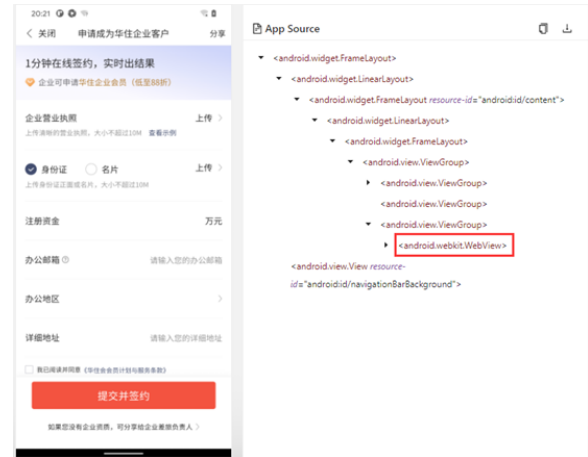 20:21
关闭 申请成为华住企业客户 分享
1分钟在线签约，实时出结果
企业可申请华住企业会员（低至88折）
企业营业执照 上传
上传清晰的营业执照，大小不超过10M 查看示例
身份证 名片 上传
上传身份证正面或名片，大小不超过10M
注册资金 万元
办公邮箱 请输入您的办公邮箱
办公地区
详细地址 请输入您的详细地址
我已阅读并同意《华住会会员计划与服务条款》
提交并签约
如果您没有企业资质，可分享给企业差旅负责人
App Source
<android.widget.FrameLayout>
<android.widget.LinearLayout>
<android.widget.FrameLayout resource-id="android:id/content">
<android.widget.LinearLayout>
<android.widget.FrameLayout>
<android.view.ViewGroup>
<android.view.ViewGroup>
<android.view.ViewGroup>
<android.view.ViewGroup>
<android.webkit.WebView>
<android.view.View resource-
id="android:id/navigationBarBackground">